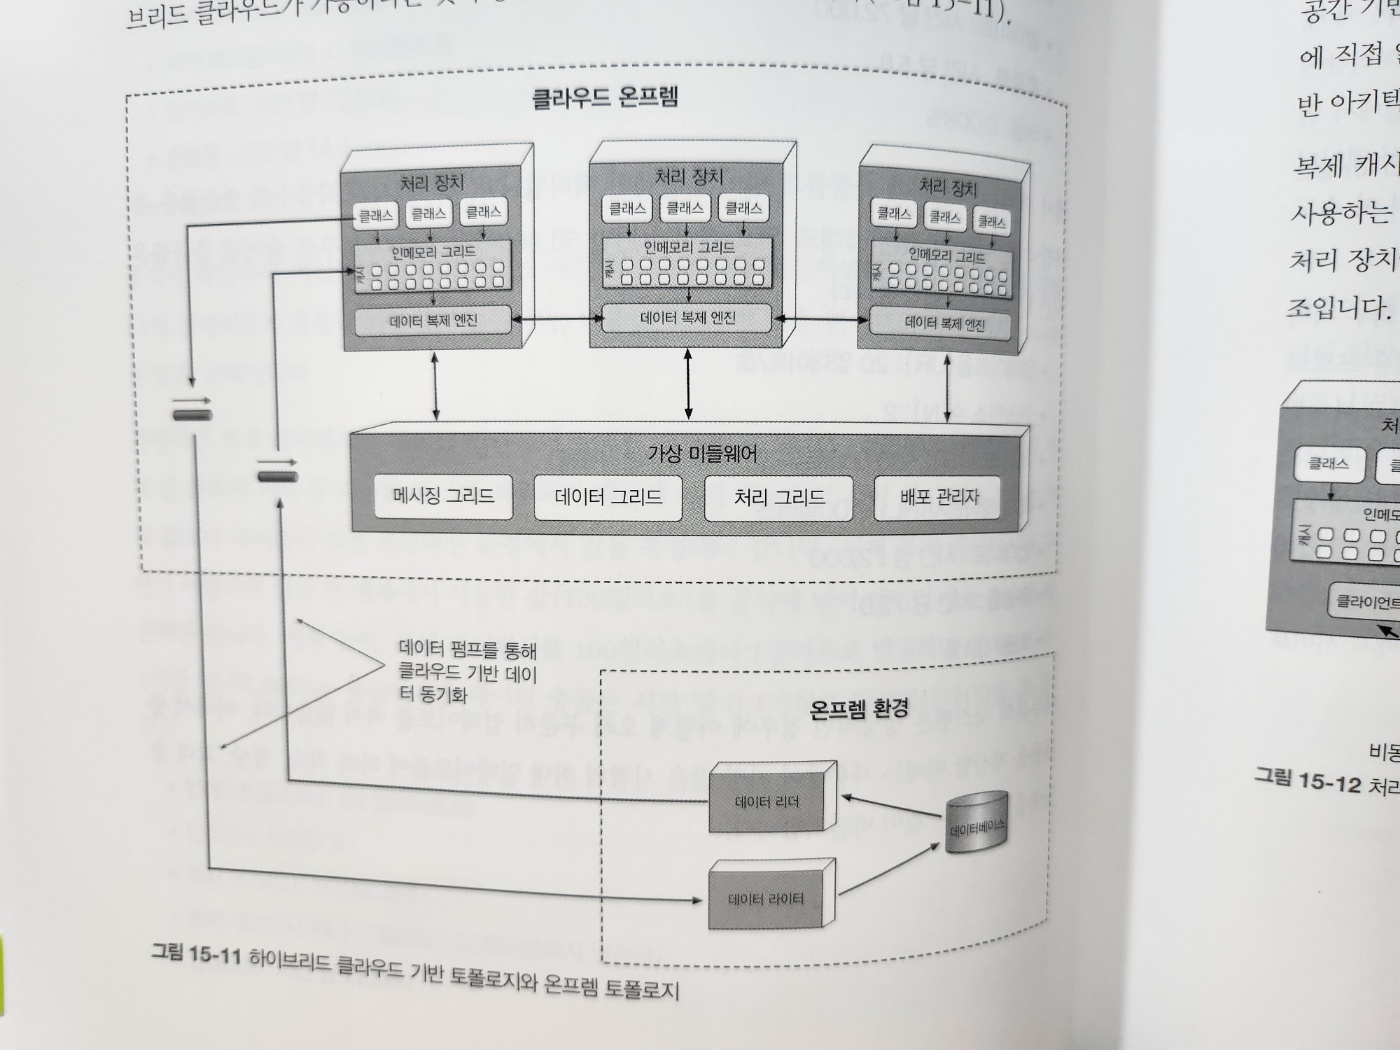 브리드 클라우드가
15-11).
클라우드 온프렘
처리 장치
클래스 클래스 클래스
인메모리 그리드
캐시
데이터 복제 엔진
처리 장치
클래스 클래스 클래스
인메모리 그리드
캐시
데이터 복제 엔진
처리 장치
클래스 클래스 클래스
인메모리 그리드
캐시
데이터 복제 엔진
가상 미들웨어
메시징 그리드 데이터 그리드 처리 그리드 배포 관리자
데이터 펌프를 통해
클라우드 기반 데이
터 동기화
온프렘 환경
데이터 리더
데이터베이스
데이터 라이터
그림 15-11 하이브리드 클라우드 기반 토폴로지와 온프렘 토폴로지
공간 기반
에 직접
반 아키텍
복제 캐시
사용하는
처리 장치
조입니다.
처
클래스
인메모
캐시
클라이언트
비동
그림 15-12 처리